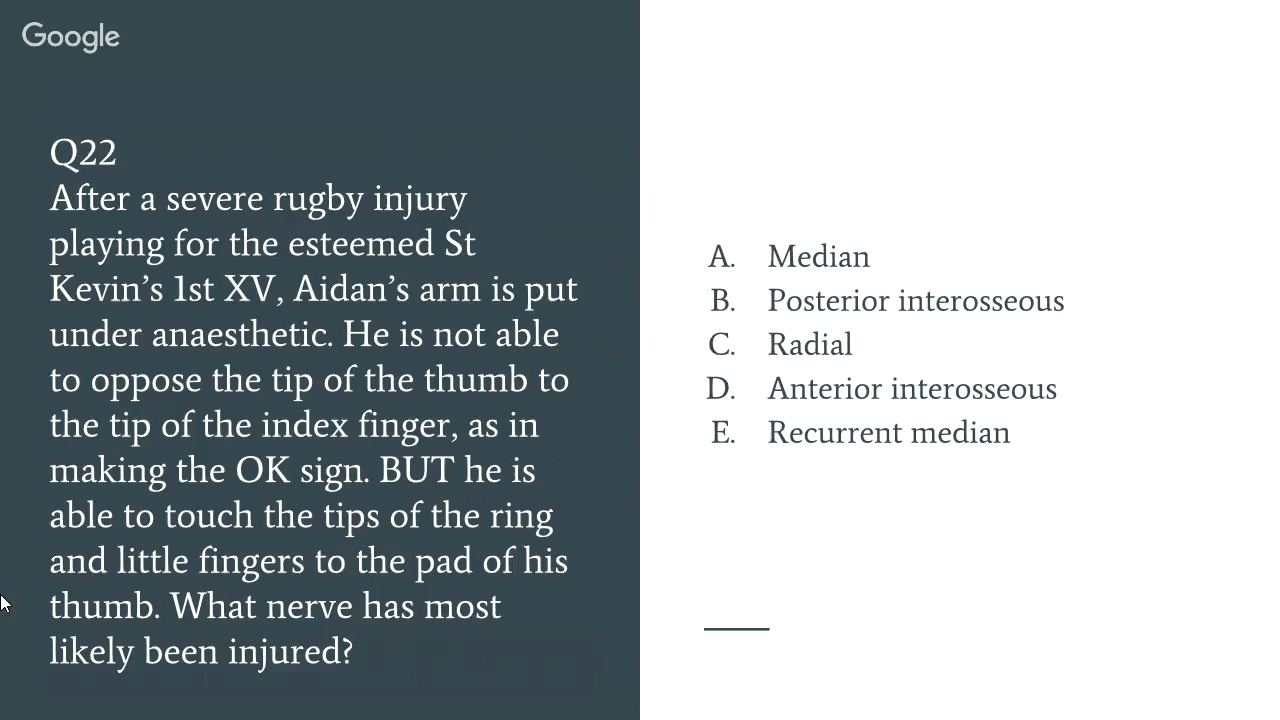 Google
Q22
After a severe rugby injury
playing for the esteemed St
Kevin’s 1st XV, Aidan’s arm is put
under anaesthetic. He is not able
to oppose the tip of the thumb to
the tip of the index finger, as in
making the OK sign. BUT he is
able to touch the tips of the ring
and little fingers to the pad of his
thumb. What nerve has most
likely been injured?
A. Median
B. Posterior interosseous
C. Radial
D. Anterior interosseous
E. Recurrent median